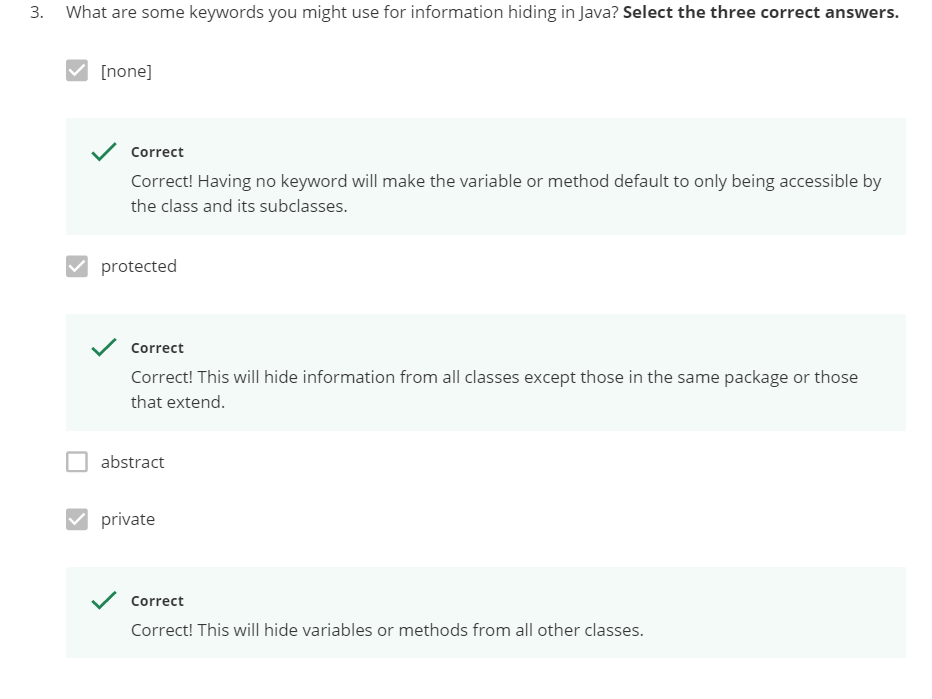 3. What are some keywords you might use for information hiding in Java? Select the three correct answers.
[none]
Correct
Correct! Having no keyword will make the variable or method default to only being accessible by
the class and its subclasses.
protected
Correct
Correct! This will hide information from all classes except those in the same package or those
that extend.
abstract
private
Correct
Correct! This will hide variables or methods from all other classes.